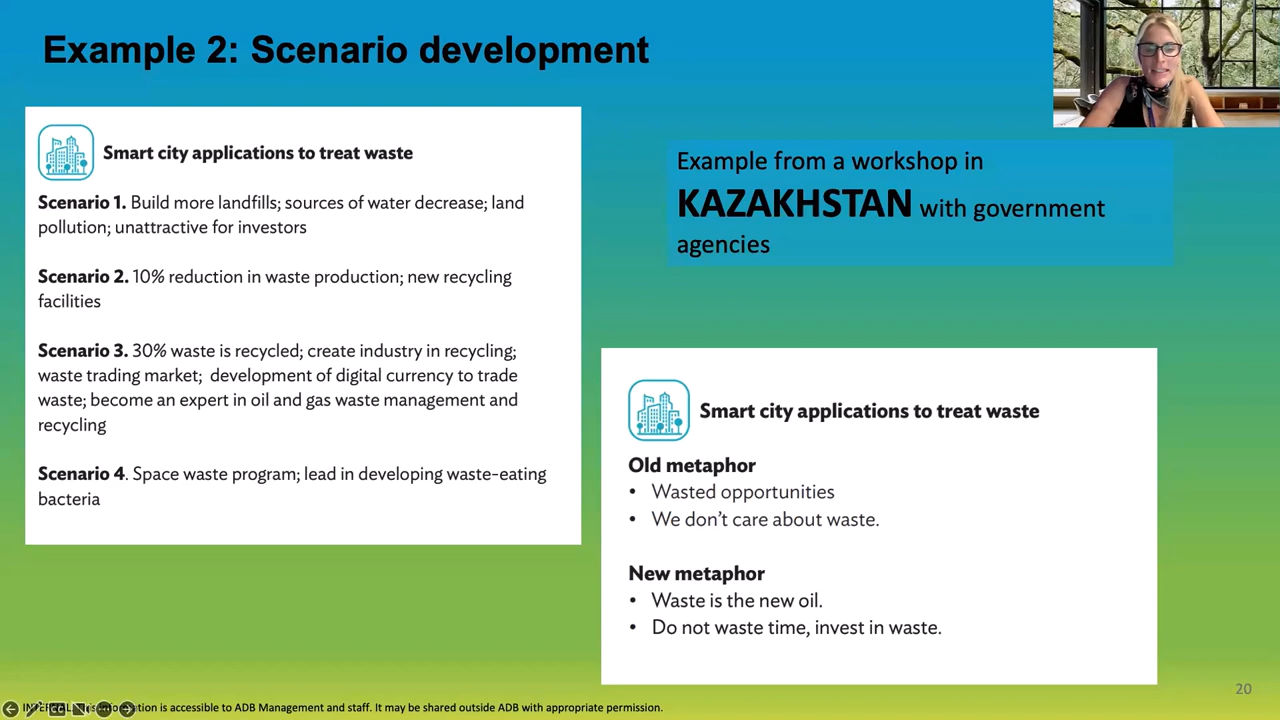 Example 2: Scenario development
Smart city applications to treat waste
Scenario 1. Build more landfills; sources of water decrease; land
pollution; unattractive for investors
Scenario 2. 10% reduction in waste production; new recycling
facilities
Scenario 3. 30% waste is recycled; create industry in recycling;
waste trading market; development of digital currency to trade
waste; become an expert in oil and gas waste management and
recycling
Scenario 4. Space waste program; lead in developing waste-eating
bacteria
Example from a workshop in
KAZAKHSTAN with government
agencies
Smart city applications to treat waste
Old metaphor
• Wasted opportunities
• We don’t care about waste.
New metaphor
• Waste is the new oil.
• Do not waste time, invest in waste.
20
is accessible to ADB Management and staff. It may be shared outside ADB with appropriate permission.